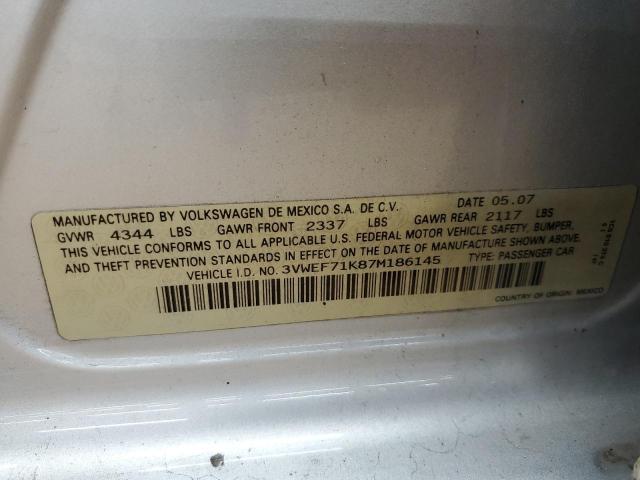 MANUFACTURED BY VOLKSWAGEN DE MEXICO S.A. DE C.V. DATE 05.07
GVWR 4344 LBS GAWR FRONT 2337 LBS GAWR REAR 2117 LBS
THIS VEHICLE CONFORMS TO ALL APPLICABLE U.S. FEDERAL MOTOR VEHICLE SAFETY, BUMPER,
AND THEFT PREVENTION STANDARDS IN EFFECT ON THE DATE OF MANUFACTURE SHOWN ABOVE.
VEHICLE I.D. NO. 3VWEF71K87M186145 TYPE: PASSENGER CAR
COUNTRY OF ORIGIN: MEXICO